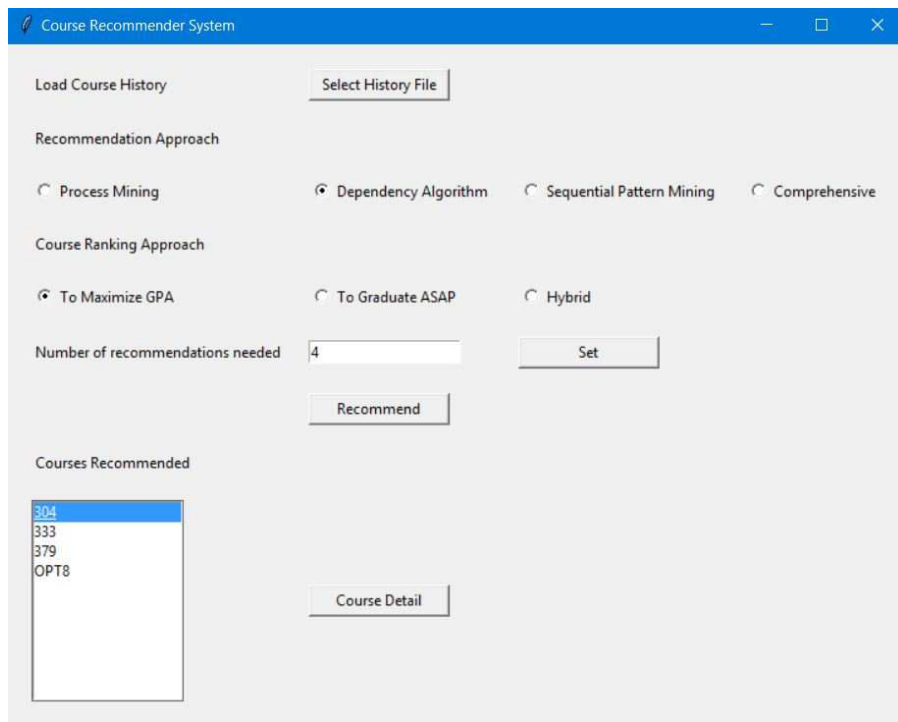 Course Recommender System
Load Course History Select History File
Recommendation Approach
Process Mining Dependency Algorithm Sequential Pattern Mining Comprehensive
Course Ranking Approach
To Maximize GPA To Graduate ASAP Hybrid
Number of recommendations needed 4 Set
Recommend
Courses Recommended
304
333
379
OPT8
Course Detail